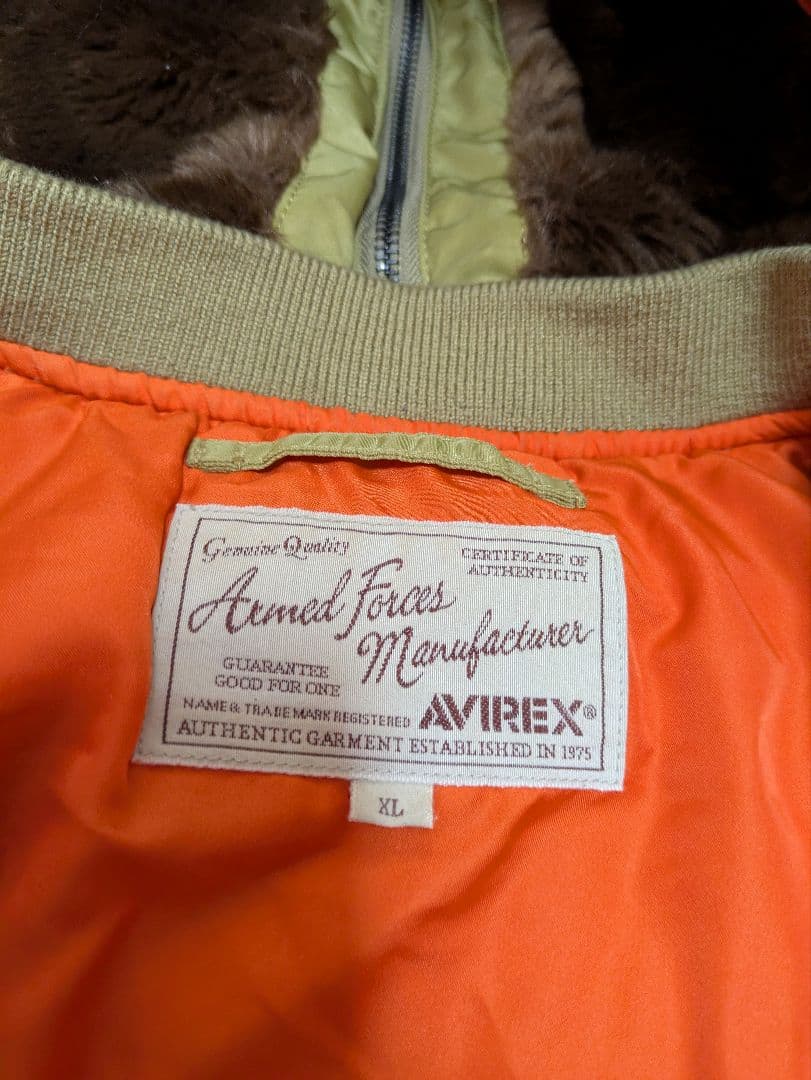 Genuine Quality
CERTIFICATE OF
AUTHENTICITY
Armed Forces
Manufacturer
GUARANTEE
GOOD FOR ONE
NAME & TRADE MARK REGISTERED
AVIREX®
AUTHENTIC GARMENT ESTABLISHED IN 1975
XL